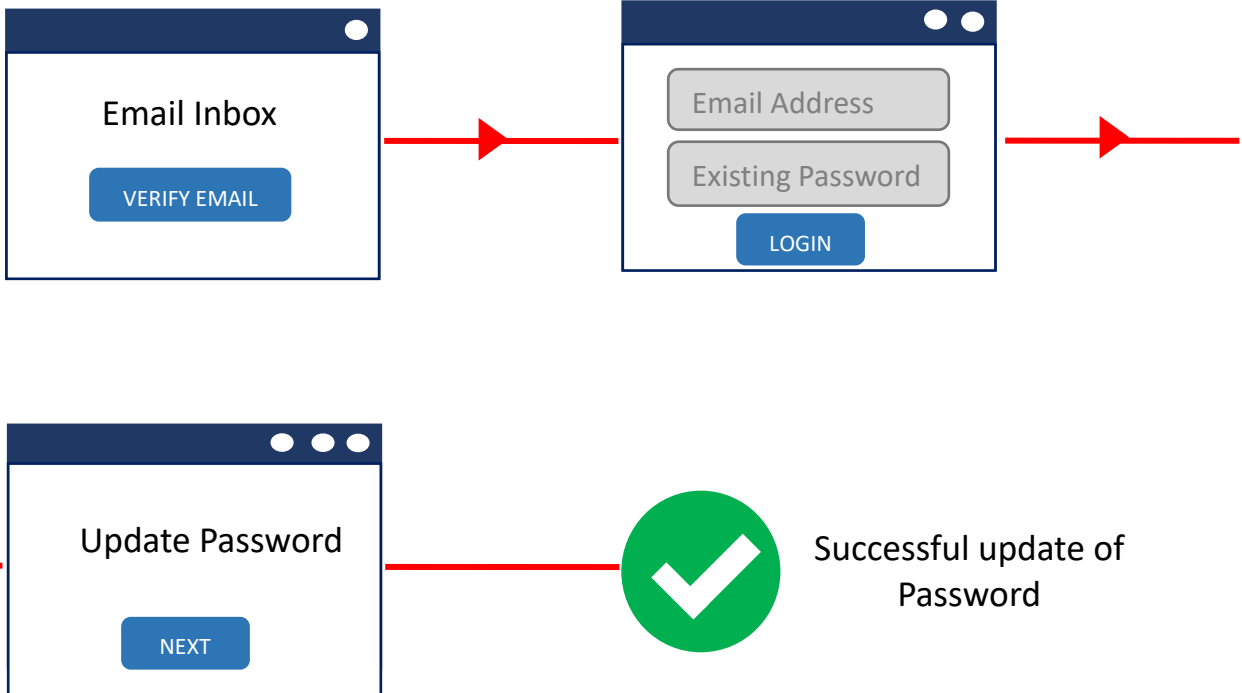 Email Inbox
VERIFY EMAIL
Email Address
Existing Password
LOGIN
Update Password
NEXT
Successful update of
Password